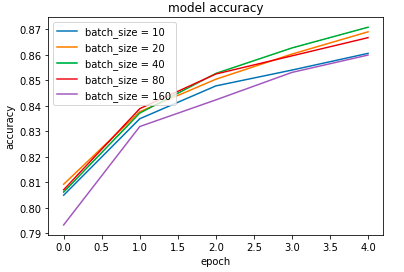 model accuracy
0.87
0.86
0.85
0.84
0.83
0.82
0.81
0.80
0.79
accuracy
batch_size = 10
batch_size = 20
batch_size = 40
batch_size = 80
batch_size = 160
0.0 0.5 1.0 1.5 2.0 2.5 3.0 3.5 4.0
epoch